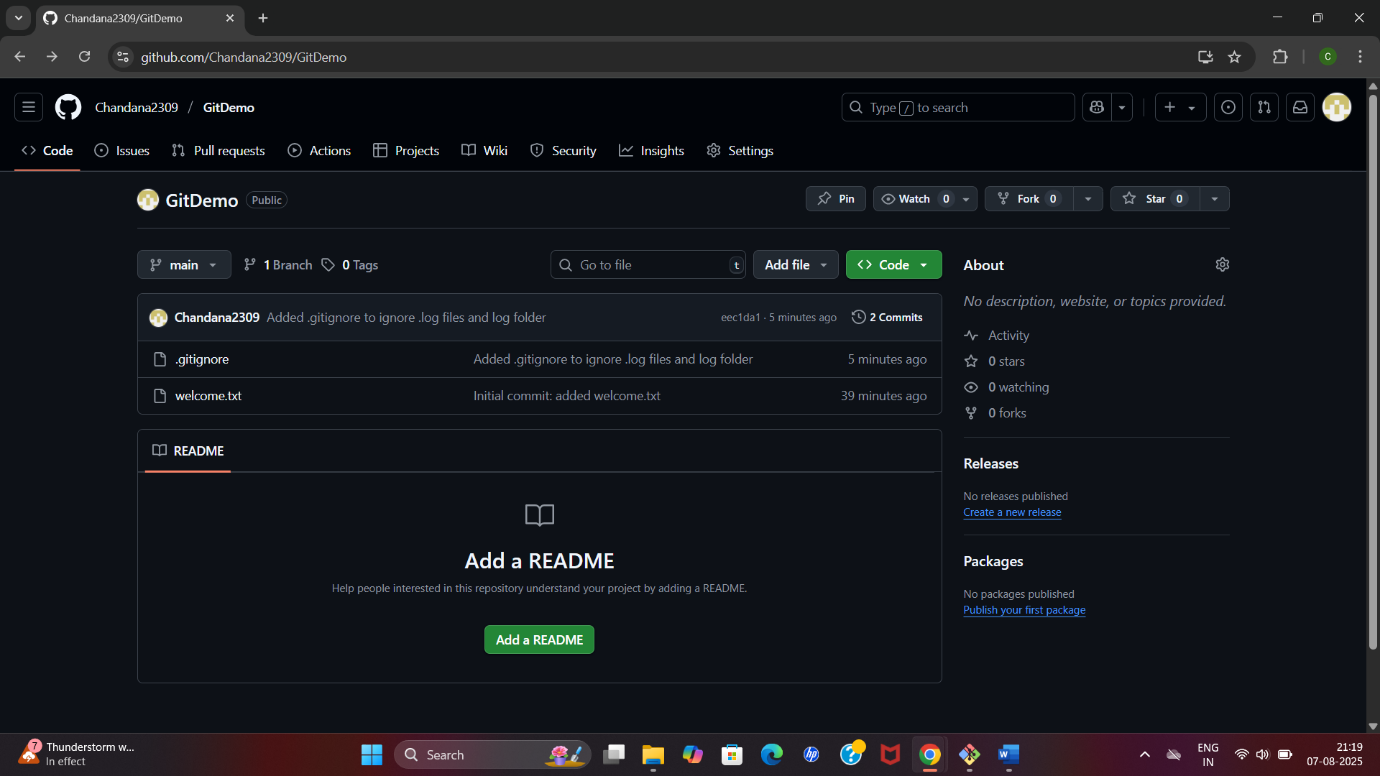 Chandana2309/GitDemo
github.com/Chandana2309/GitDemo
C
Chandana2309 / GitDemo
Type / to search
Code Issues Pull requests Actions Projects Wiki Security Insights Settings
GitDemo Public
Pin Watch 0 Fork 0 Star 0
main 1 Branch 0 Tags Go to file t Add file Code
Chandana2309 Added .gitignore to ignore .log files and log folder eec1da1 · 5 minutes ago 2 Commits
.gitignore Added .gitignore to ignore .log files and log folder 5 minutes ago
welcome.txt Initial commit: added welcome.txt 39 minutes ago
README
Add a README
Help people interested in this repository understand your project by adding a README.
Add a README
About
No description, website, or topics provided.
Activity
0 stars
0 watching
0 forks
Releases
No releases published
Create a new release
Packages
No packages published
Publish your first package
7 Thunderstorm w...
In effect
Search
hp
?
W
ENG
IN
21:19
07-08-2025